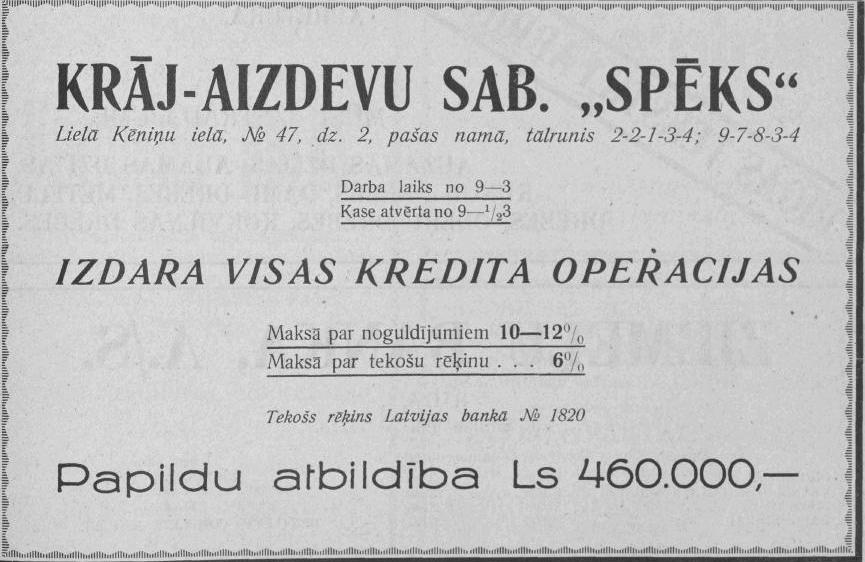 KRĀJ-AIZDEVU SAB. „SPĒKS“
Lielā Ķēniņu ielā, № 47, dz. 2, pašas namā, tālrunis 2-2-1-3-4; 9-7-8-3-4
Darba laiks no 9—3
Kase atvērta no 9—½3
IZDARA VISAS KREDITA OPERACIJAS
Maksā par noguldījumiem 10—12%
Maksā par tekošu rēķinu . . . 6%
Tekošs rēķins Latvijas bankā № 1820
Papildu atbildība Ls 460.000,—